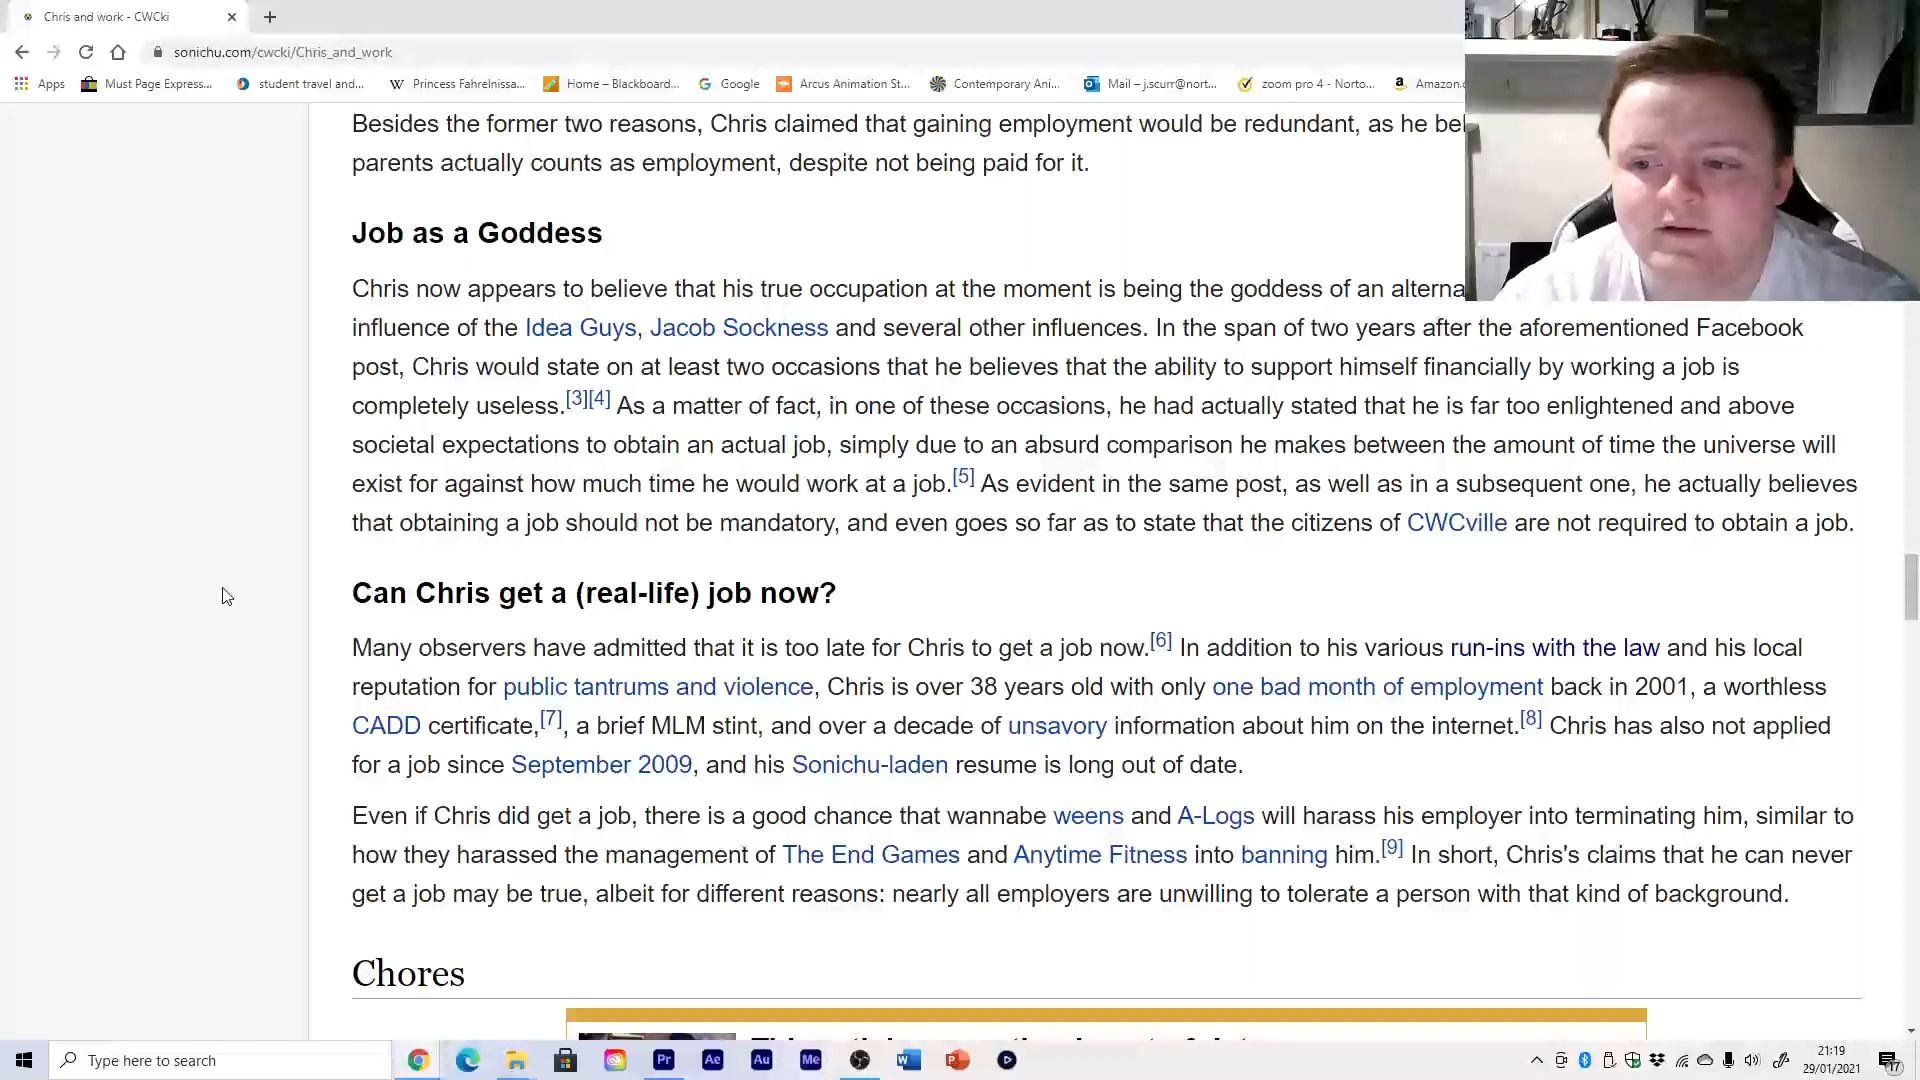 Chris and work - CWCki
sonichu.com/cwcki/Chris_and_work
Apps Must Page Express... student travel and... Princess Fahrelnissa... Home – Blackboard... Google Arcus Animation St... Contemporary Ani... Mail – j.scurr@nort... zoom pro 4 - Norto... Amazon.c
Besides the former two reasons, Chris claimed that gaining employment would be redundant, as he
parents actually counts as employment, despite not being paid for it.
Job as a Goddess
Chris now appears to believe that his true occupation at the moment is being the goddess of an
influence of the Idea Guys, Jacob Sockness and several other influences. In the span of two years after the aforementioned Facebook
post, Chris would state on at least two occasions that he believes that the ability to support himself financially by working a job is
completely useless.[3][4] As a matter of fact, in one of these occasions, he had actually stated that he is far too enlightened and above
societal expectations to obtain an actual job, simply due to an absurd comparison he makes between the amount of time the universe will
exist for against how much time he would work at a job.[5] As evident in the same post, as well as in a subsequent one, he actually believes
that obtaining a job should not be mandatory, and even goes so far as to state that the citizens of CWCville are not required to obtain a job.
Can Chris get a (real-life) job now?
Many observers have admitted that it is too late for Chris to get a job now.[6] In addition to his various run-ins with the law and his local
reputation for public tantrums and violence, Chris is over 38 years old with only one bad month of employment back in 2001, a worthless
CADD certificate,[7], a brief MLM stint, and over a decade of unsavory information about him on the internet.[8] Chris has also not applied
for a job since September 2009, and his Sonichu-laden resume is long out of date.
Even if Chris did get a job, there is a good chance that wannabe weens and A-Logs will harass his employer into terminating him, similar to
how they harassed the management of The End Games and Anytime Fitness into banning him.[9] In short, Chris's claims that he can never
get a job may be true, albeit for different reasons: nearly all employers are unwilling to tolerate a person with that kind of background.
Chores
Type here to search
Pr Ae Au Me
21:19
29/01/2021
17